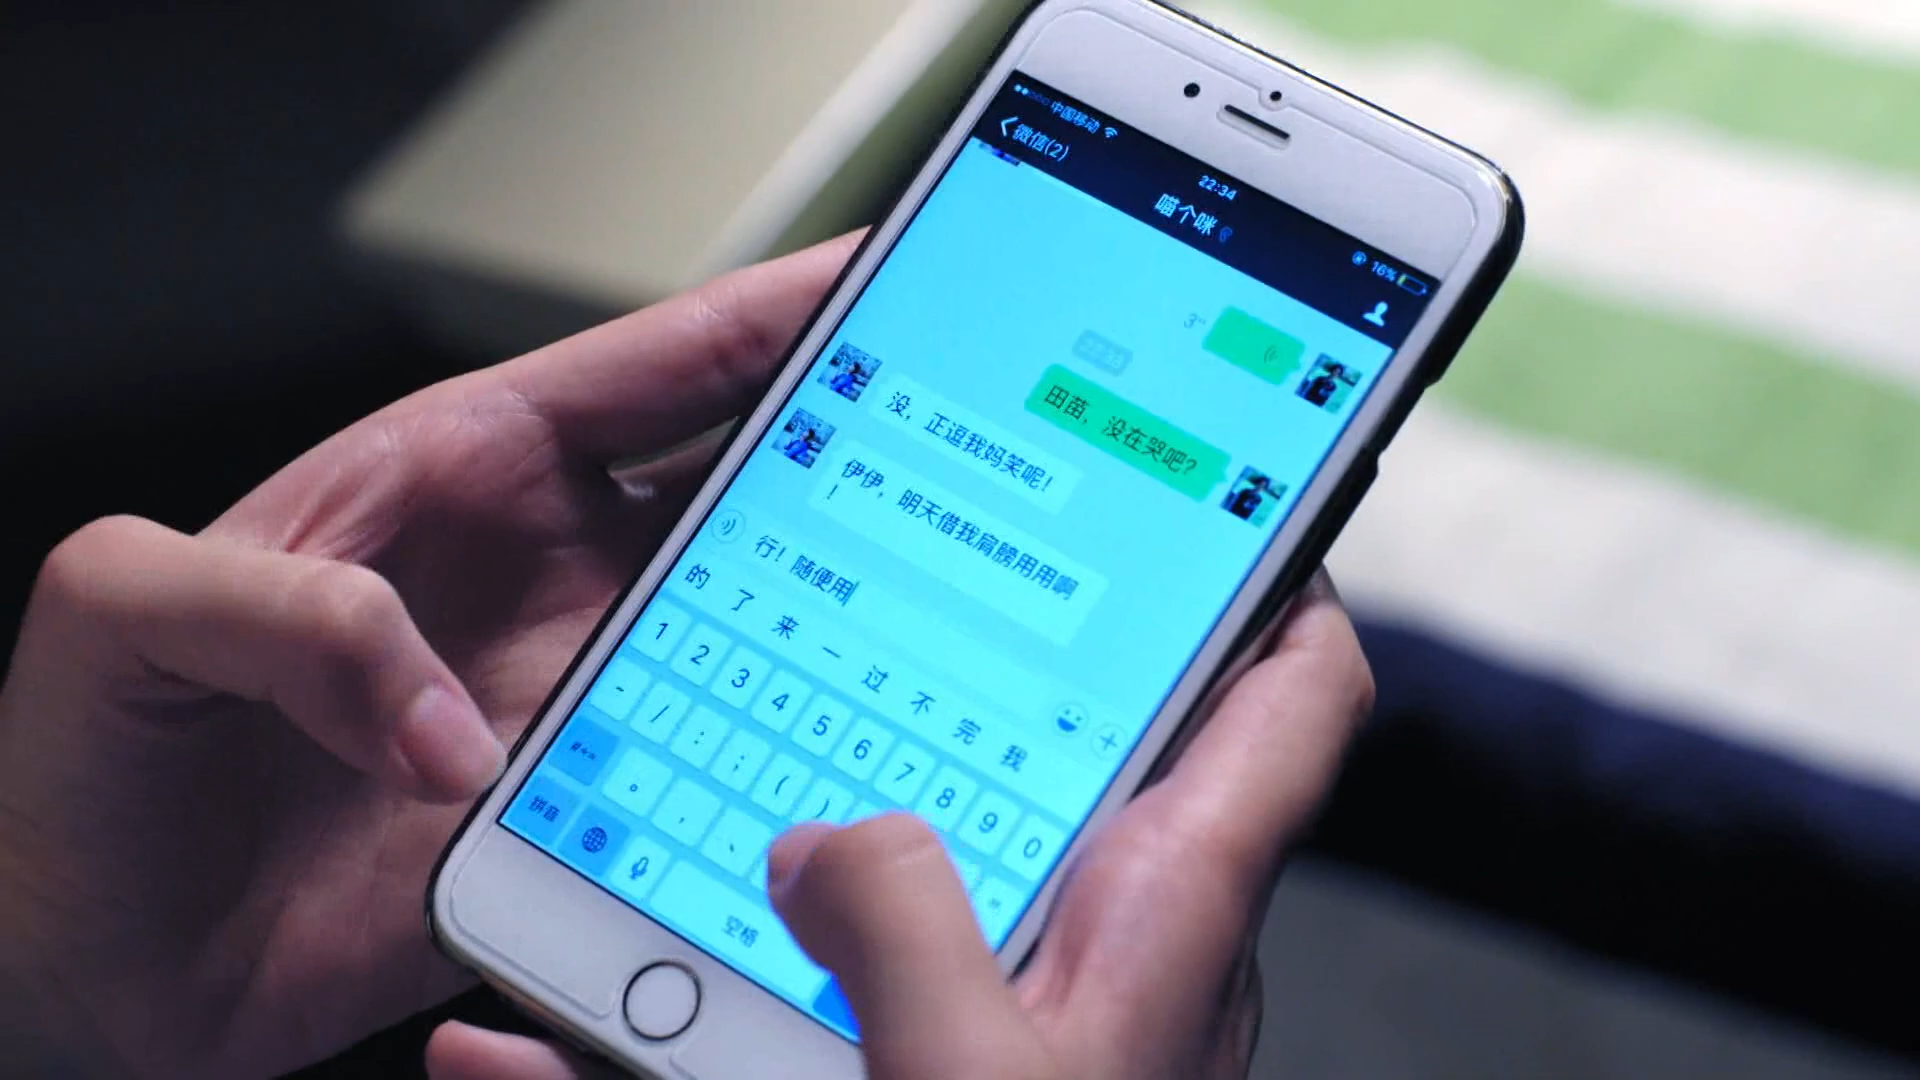 中国移动
22:34
16%
微信(2)
喵个咪
3"
田苗，没在哭吧？
没，正逗我妈笑呢！
伊伊，明天借我肩膀用用啊
！
行！随便用
的 了 来 一 过 不 完 我
1 2 3 4 5 6 7 8 9 0
- / : ; ( )
#+=
。 , 、
拼音
空格